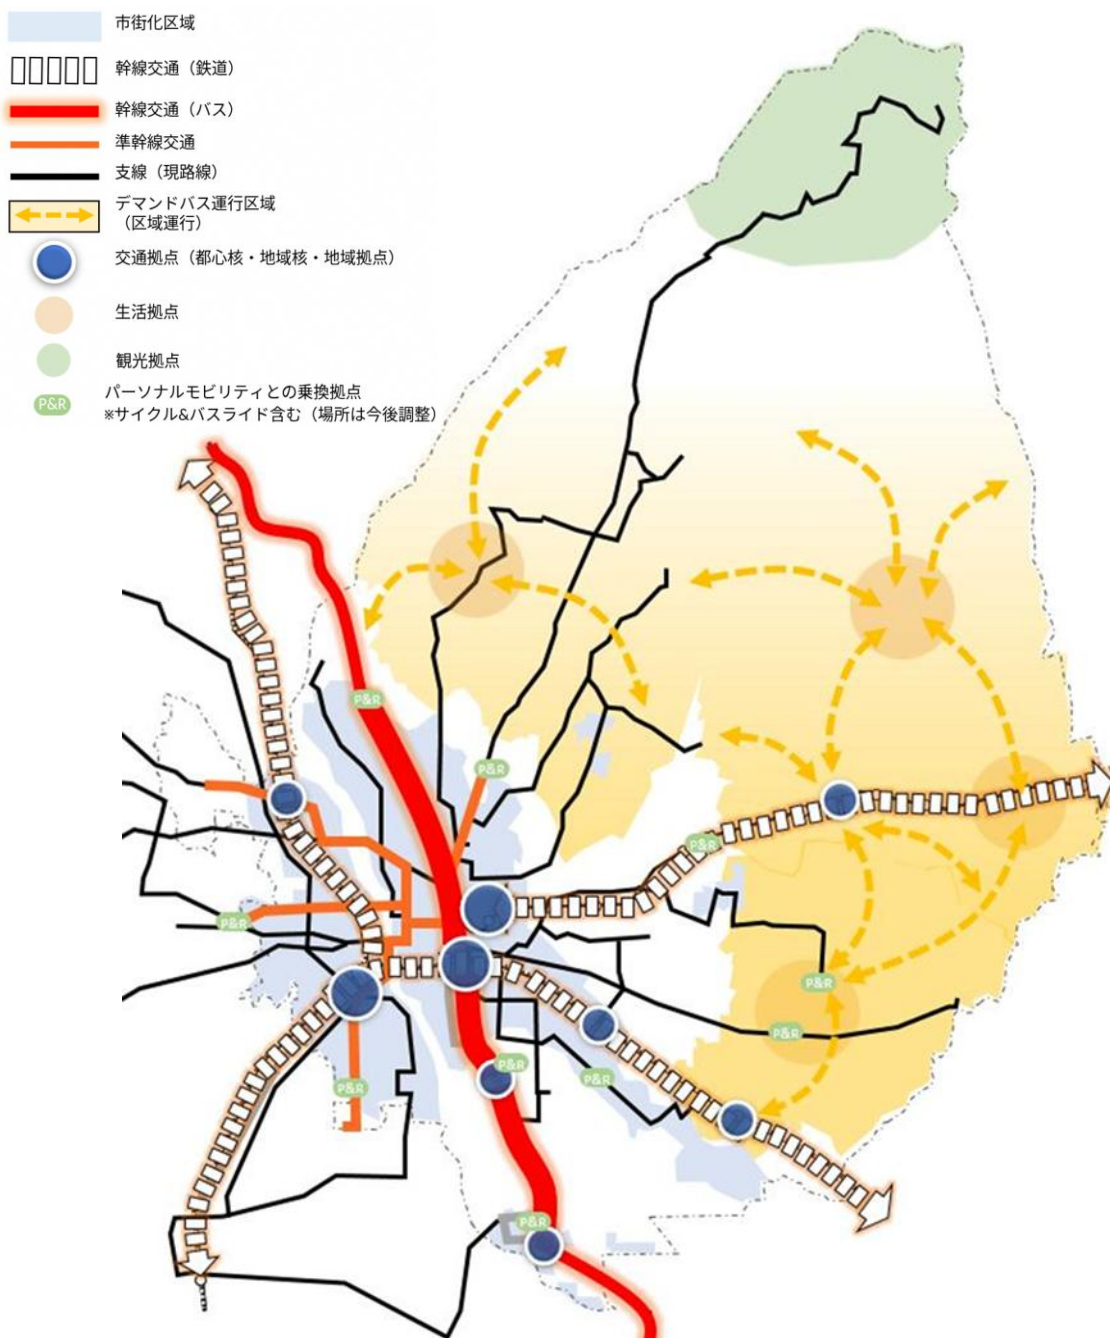 市街化区域
幹線交通（鉄道）
幹線交通（バス）
準幹線交通
支線（現路線）
デマンドバス運行区域
（区域運行）
交通拠点（都心核・地域核・地域拠点）
生活拠点
観光拠点
P&R
パーソナルモビリティとの乗換拠点
※サイクル&バスライド含む（場所は今後調整）
P&R
P&R
P&R
P&R
P&R
P&R
P&R
P&R
P&R
P&R